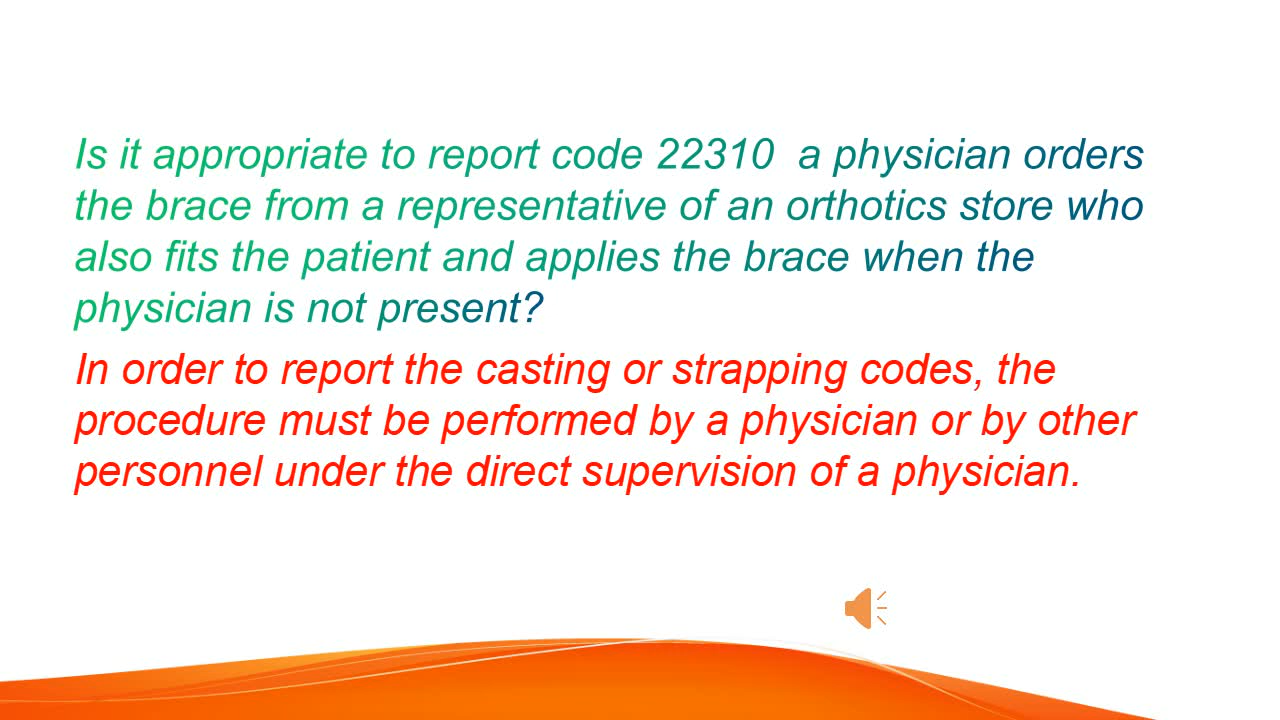 Is it appropriate to report code 22310  a physician orders
the brace from a representative of an orthotics store who
also fits the patient and applies the brace when the
physician is not present?
In order to report the casting or strapping codes, the
procedure must be performed by a physician or by other
personnel under the direct supervision of a physician.